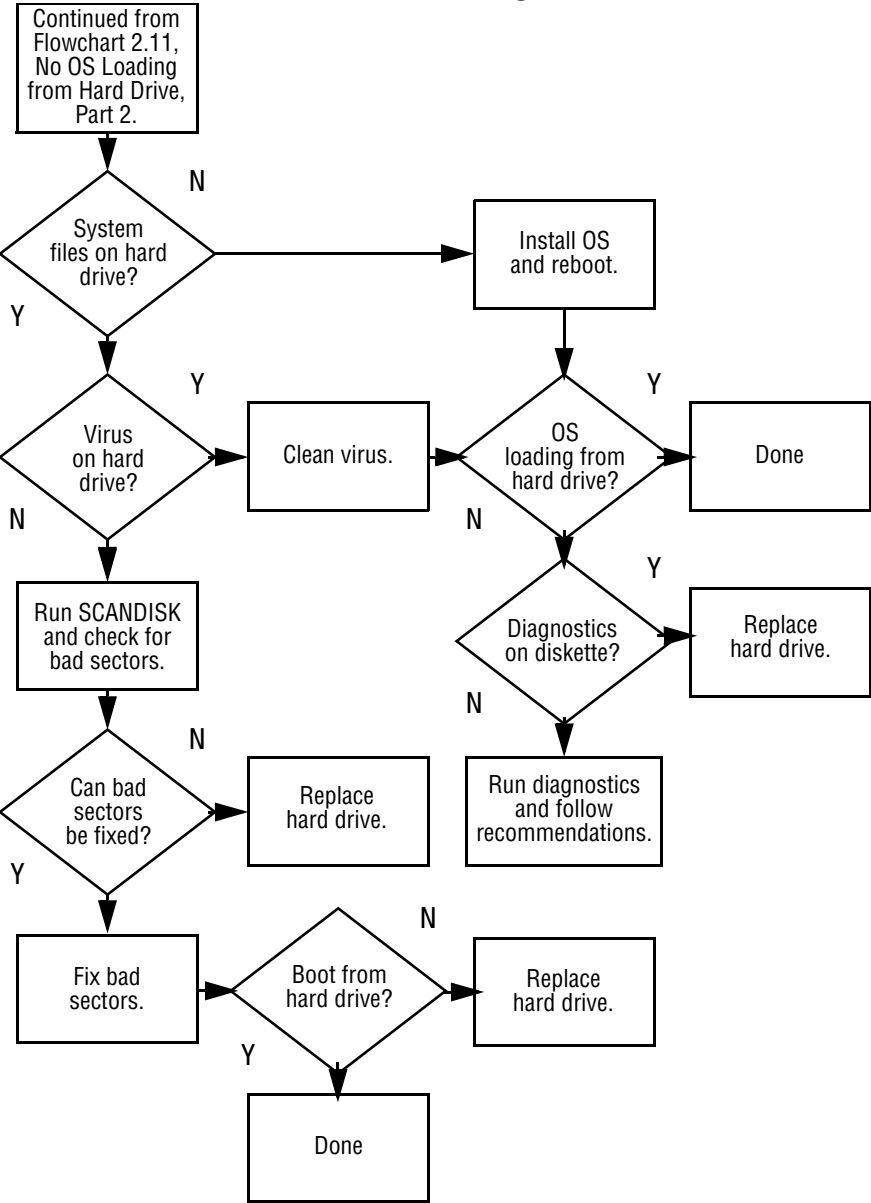 Continued from
Flowchart 2.11,
No OS Loading
from Hard Drive,
Part 2.
N
System
files on hard
drive?
Y
Install OS
and reboot.
Y
Virus
on hard
drive?
N
Clean virus.
Y
OS
loading from
hard drive?
N
Done
Run SCANDISK
and check for
bad sectors.
Y
Diagnostics
on diskette?
N
Replace
hard drive.
N
Can bad
sectors
be fixed?
Y
Replace
hard drive.
Run diagnostics
and follow
recommendations.
Fix bad
sectors.
N
Boot from
hard drive?
Y
Replace
hard drive.
Done